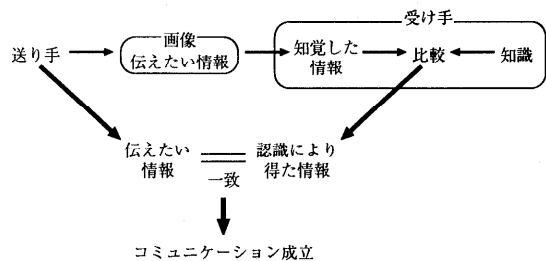 受け手
送り手
画像
伝えたい情報
知覚した
情報
比較
知識
伝えたい
情報
一致
認識により
得た情報
コミュニケーション成立